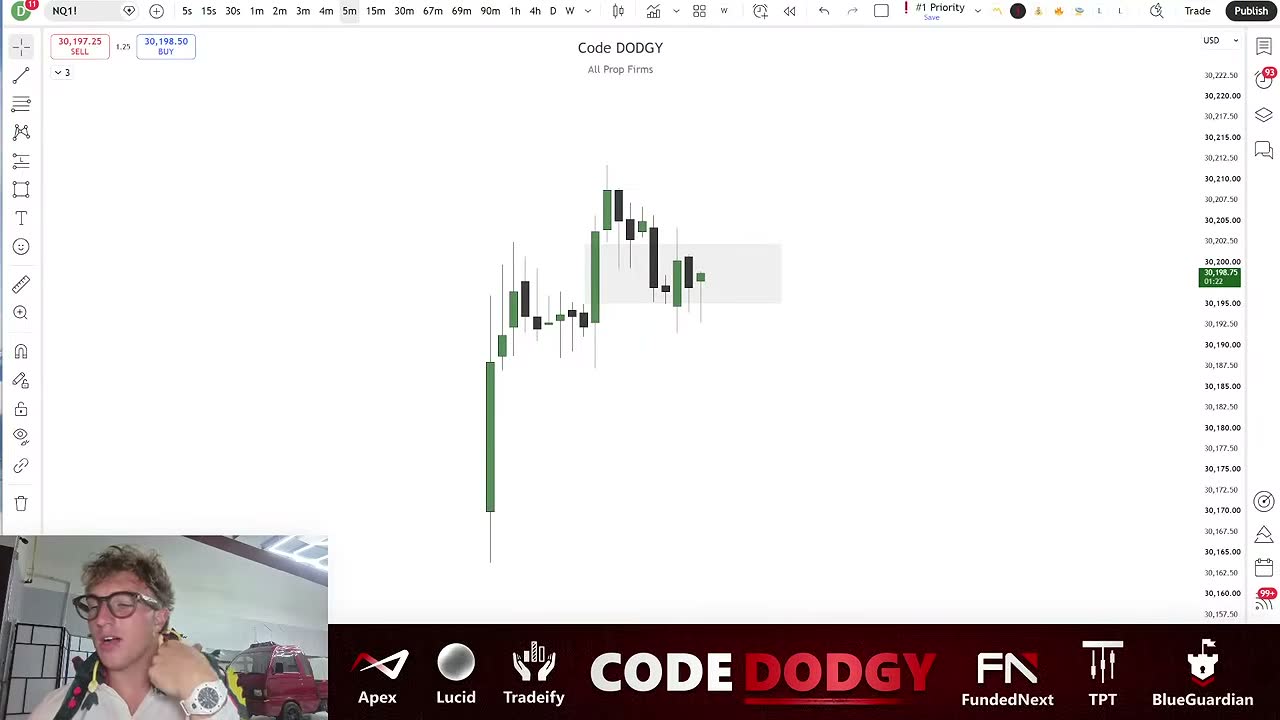 D
11
NQ1!
5s 15s 30s 1m 2m 3m 4m 5m 15m 30m 67m 69m 90m 1h 4h D W
W
#1 Priority
Save
Trade
Publish
30,197.25
SELL
1.25
30,198.50
BUY
3
Code DODGY
All Prop Firms
USD
30,222.50
30,220.00
30,217.50
30,215.00
30,212.50
30,210.00
30,207.50
30,205.00
30,202.50
30,200.00
30,198.75
01:22
30,195.00
30,192.50
30,190.00
30,187.50
30,185.00
30,182.50
30,180.00
30,177.50
30,175.00
30,172.50
30,170.00
30,167.50
30,165.00
30,162.50
30,160.00
30,157.50
93
99+
T
Apex
Lucid
Tradeify
CODE DODGY
FN
FundedNext
TPT
BlueGuardian